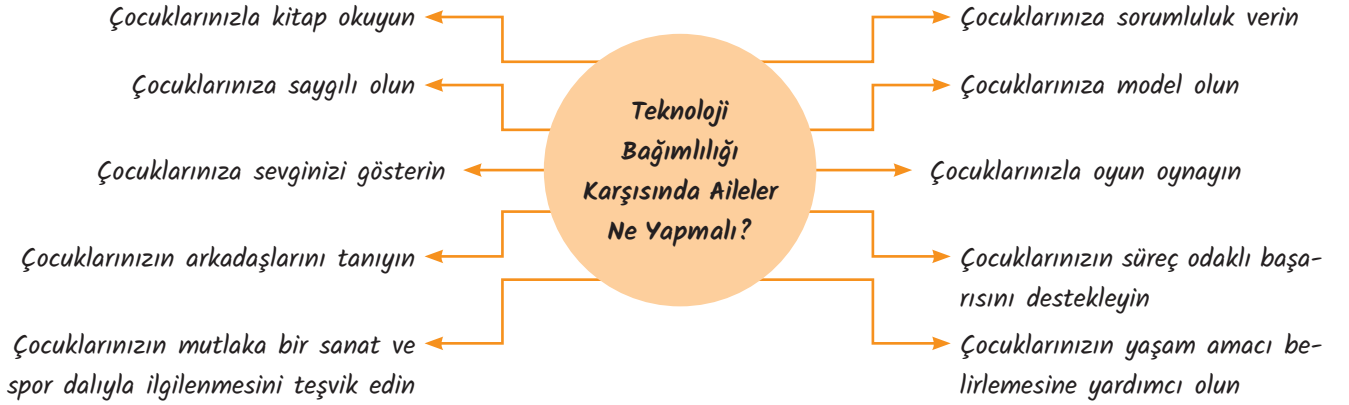 Teknoloji
Bağımlılığı
Karşısında Aileler
Ne Yapmalı?
Çocuklarınızla kitap okuyun
Çocuklarınıza saygılı olun
Çocuklarınıza sevginizi gösterin
Çocuklarınızın arkadaşlarını tanıyın
Çocuklarınızın mutlaka bir sanat ve
spor dalıyla ilgilenmesini teşvik edin
Çocuklarınıza sorumluluk verin
Çocuklarınıza model olun
Çocuklarınızla oyun oynayın
Çocuklarınızın süreç odaklı başa-
rısını destekleyin
Çocuklarınızın yaşam amacı be-
lirlemesine yardımcı olun